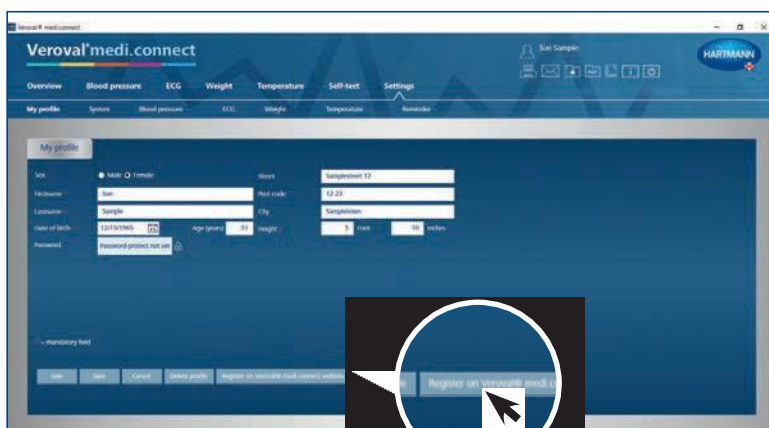 Veroval® medi.connect
Veroval®medi.connect
Sue Sample
HARTMANN
Overview Blood pressure ECG Weight Temperature Self-test Settings
My profile System Blood pressure ECG Weight Temperature Reminder
My profile
Sex Male Female Street Samplestreet 12
Firstname Sue Post code 12 23
Lastname Sample City Sampletown
Date of birth 12/13/1965 Age (years) 51 Height 5 Foot 10 inches
Password Password-protect not set
- mandatory field
New Save Cancel Delete profile Register on Veroval® medi.connect website
Register on Veroval® medi.co